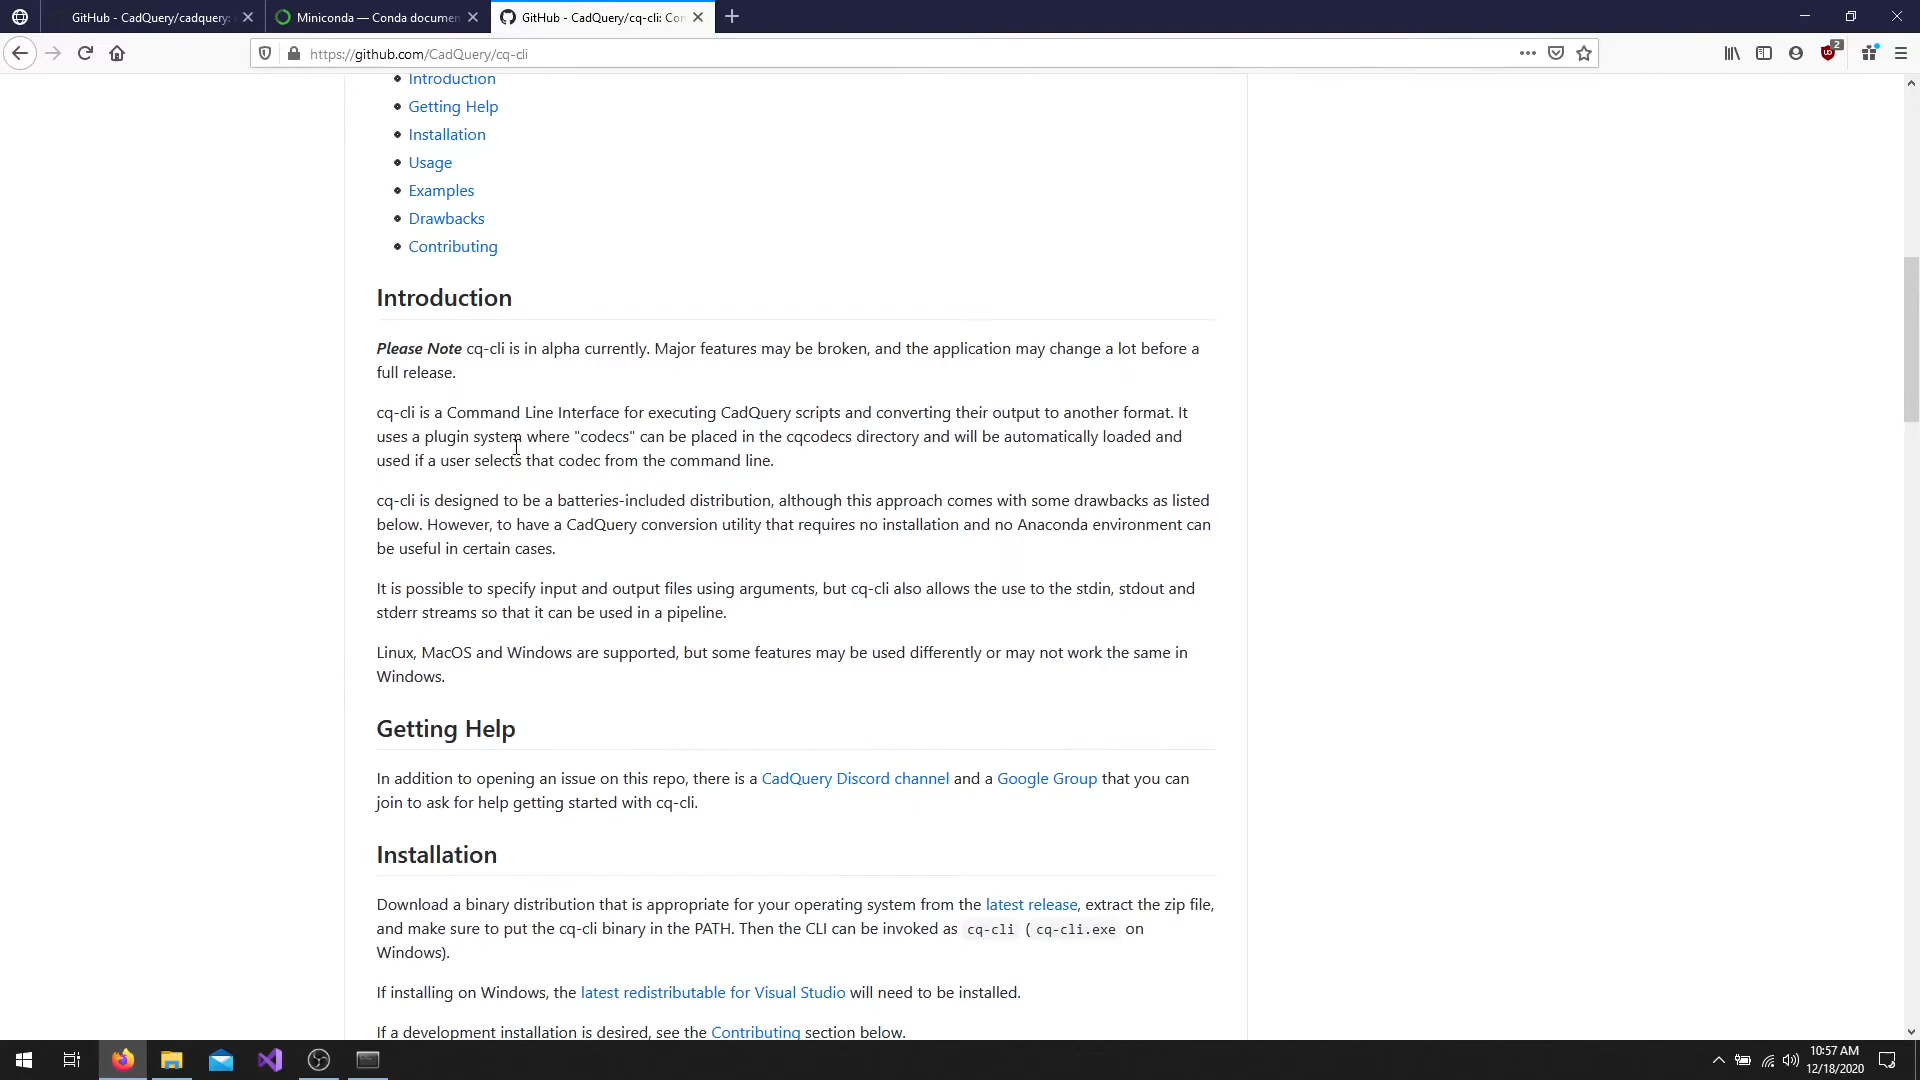 GitHub - CadQuery/cadquery:
Miniconda — Conda documen
GitHub - CadQuery/cq-cli: Con
https://github.com/CadQuery/cq-cli
2
Introduction
Getting Help
Installation
Usage
Examples
Drawbacks
Contributing
Introduction
Please Note cq-cli is in alpha currently. Major features may be broken, and the application may change a lot before a
full release.
cq-cli is a Command Line Interface for executing CadQuery scripts and converting their output to another format. It
uses a plugin system where "codecs" can be placed in the cqcodecs directory and will be automatically loaded and
used if a user selects that codec from the command line.
cq-cli is designed to be a batteries-included distribution, although this approach comes with some drawbacks as listed
below. However, to have a CadQuery conversion utility that requires no installation and no Anaconda environment can
be useful in certain cases.
It is possible to specify input and output files using arguments, but cq-cli also allows the use to the stdin, stdout and
stderr streams so that it can be used in a pipeline.
Linux, MacOS and Windows are supported, but some features may be used differently or may not work the same in
Windows.
Getting Help
In addition to opening an issue on this repo, there is a CadQuery Discord channel and a Google Group that you can
join to ask for help getting started with cq-cli.
Installation
Download a binary distribution that is appropriate for your operating system from the latest release, extract the zip file,
and make sure to put the cq-cli binary in the PATH. Then the CLI can be invoked as cq-cli ( cq-cli.exe on
Windows).
If installing on Windows, the latest redistributable for Visual Studio will need to be installed.
If a development installation is desired, see the Contributing section below.
10:57 AM
12/18/2020